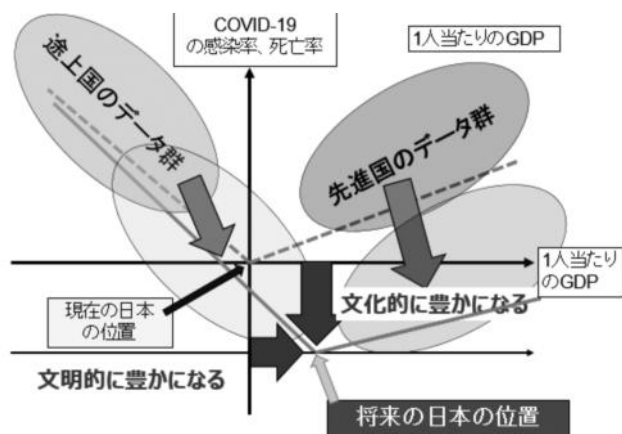 COVID-19
の感染率、死亡率
1人当たりのGDP
途上国のデータ群
先進国のデータ群
1人当たり
のGDP
文化的に豊かになる
現在の日本
の位置
文明的に豊かになる
将来の日本の位置